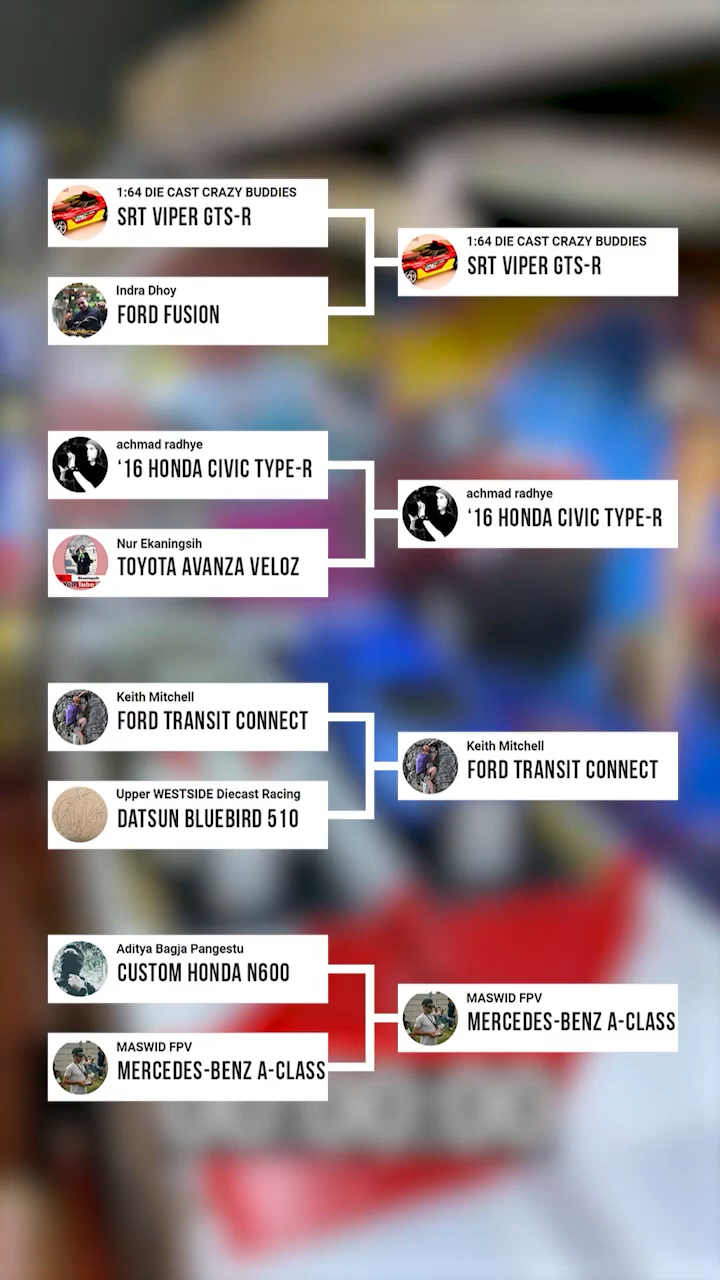 1:64 DIE CAST CRAZY BUDDIES
SRT VIPER GTS-R
Indra Dhoy
FORD FUSION
1:64 DIE CAST CRAZY BUDDIES
SRT VIPER GTS-R
achmad radhye
‘16 HONDA CIVIC TYPE-R
Nur Ekaningsih
TOYOTA AVANZA VELOZ
achmad radhye
‘16 HONDA CIVIC TYPE-R
Keith Mitchell
FORD TRANSIT CONNECT
Upper WESTSIDE Diecast Racing
DATSUN BLUEBIRD 510
Keith Mitchell
FORD TRANSIT CONNECT
Aditya Bagja Pangestu
CUSTOM HONDA N600
MASWID FPV
MERCEDES-BENZ A-CLASS
MASWID FPV
MERCEDES-BENZ A-CLASS